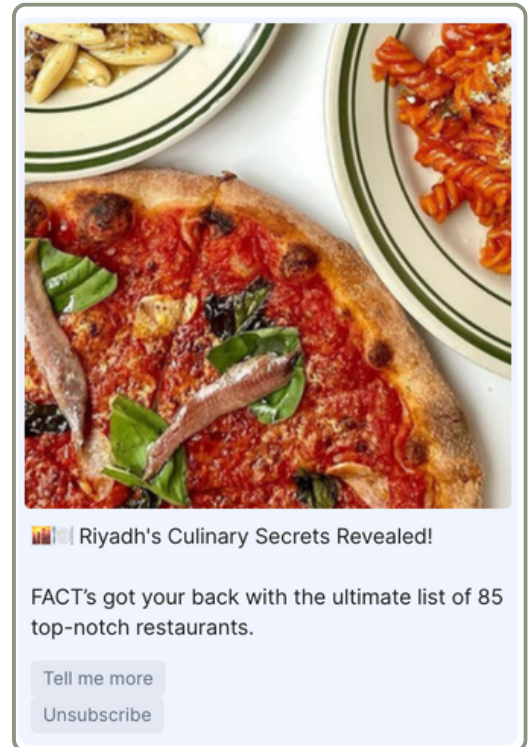 🌇🍽️ Riyadh's Culinary Secrets Revealed!
FACT’s got your back with the ultimate list of 85
top-notch restaurants.
Tell me more
Unsubscribe